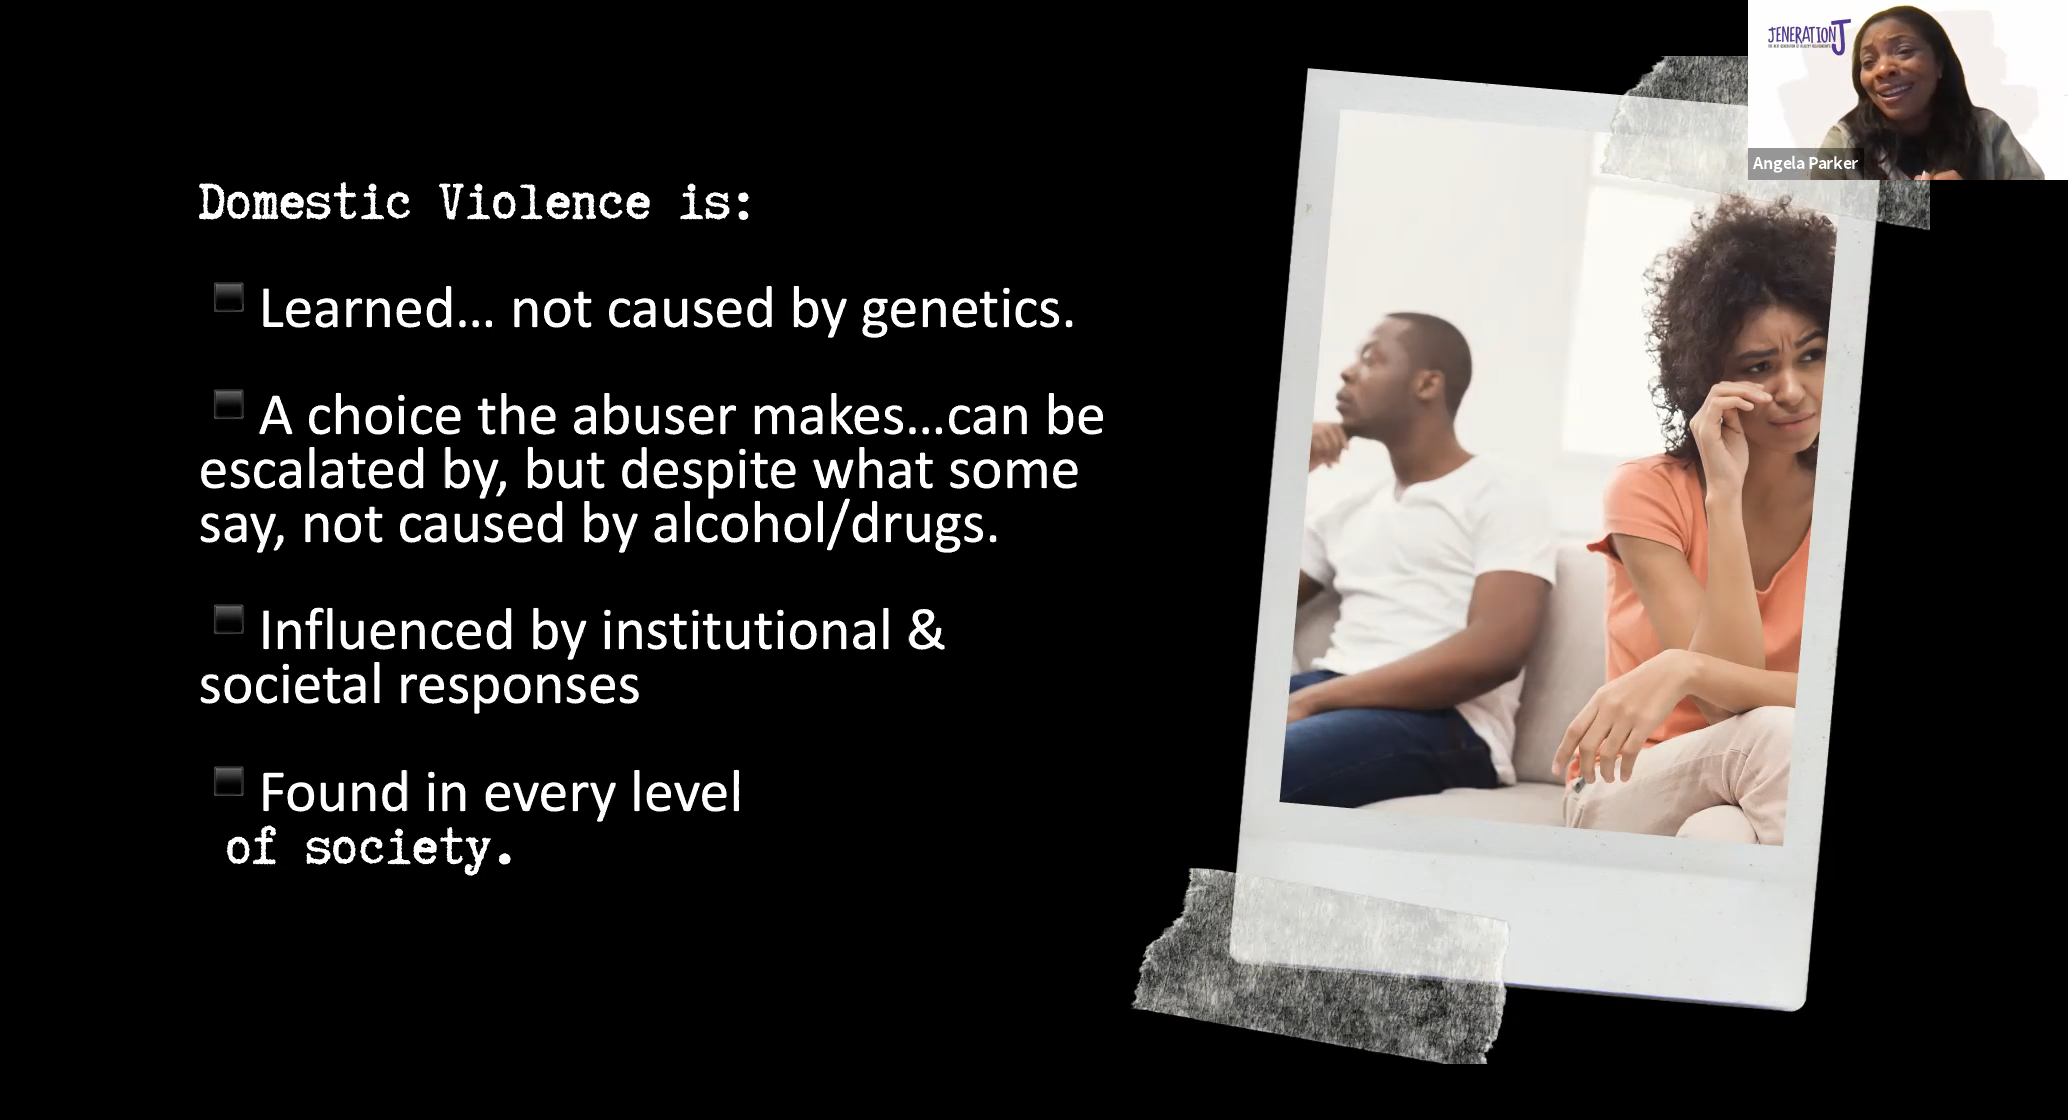 JENERATION J
Angela Parker
Domestic Violence is:
Learned... not caused by genetics.
A choice the abuser makes...can be
escalated by, but despite what some
say, not caused by alcohol/drugs.
Influenced by institutional &
societal responses
Found in every level
of society.